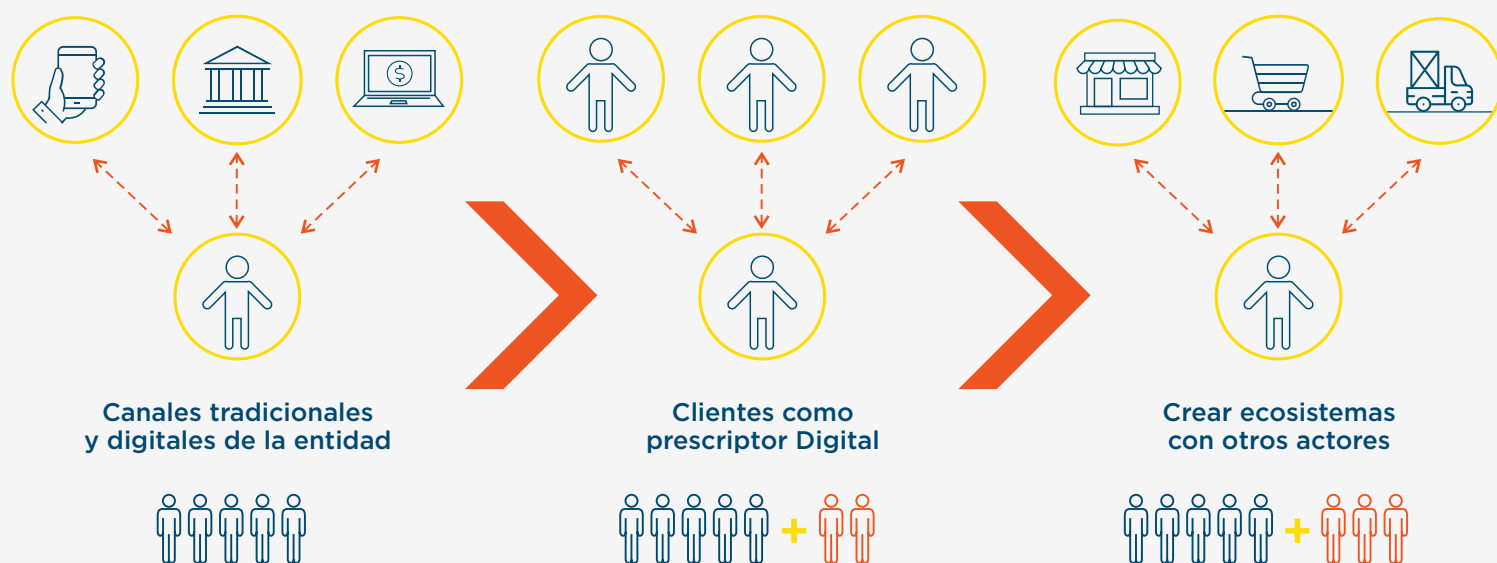 $
Canales tradicionales
y digitales de la entidad
Clientes como
prescriptor Digital
Crear ecosistemas
con otros actores
+
+